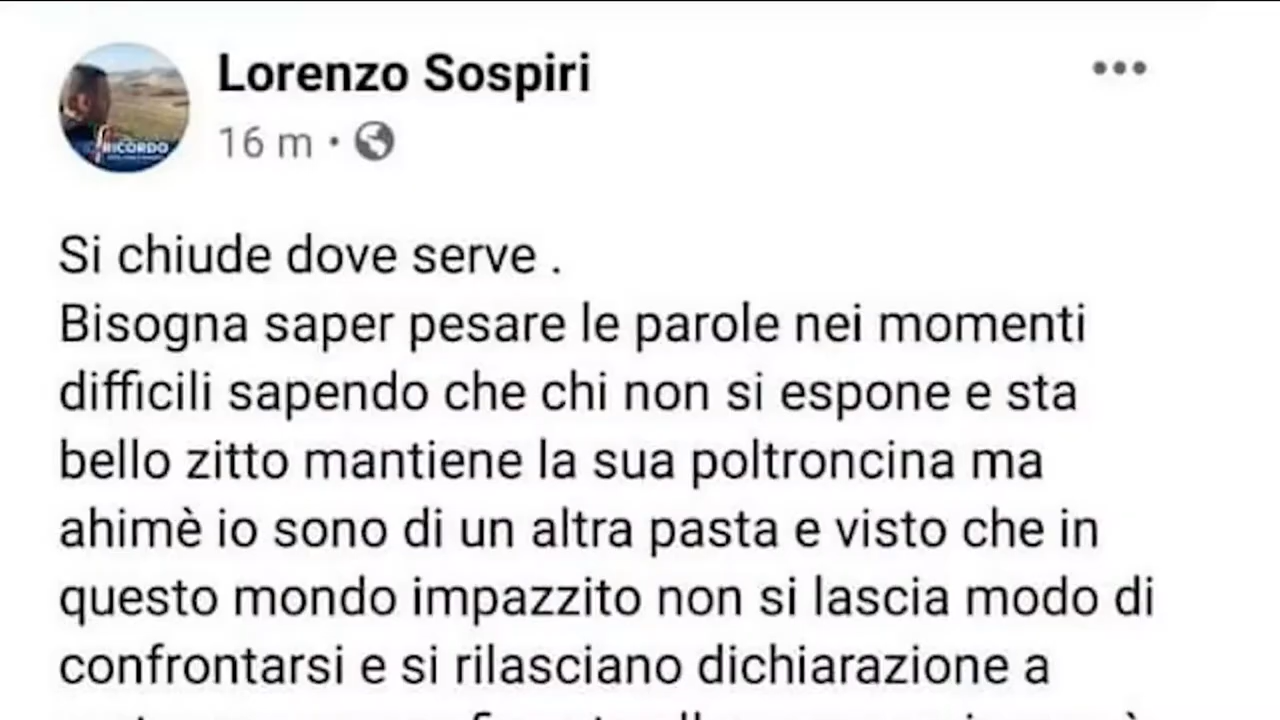 Lorenzo Sospiri
16 m
RICORDO
Si chiude dove serve .
Bisogna saper pesare le parole nei momenti
difficili sapendo che chi non si espone e sta
bello zitto mantiene la sua poltroncina ma
ahimè io sono di un altra pasta e visto che in
questo mondo impazzito non si lascia modo di
confrontarsi e si rilasciano dichiarazione a